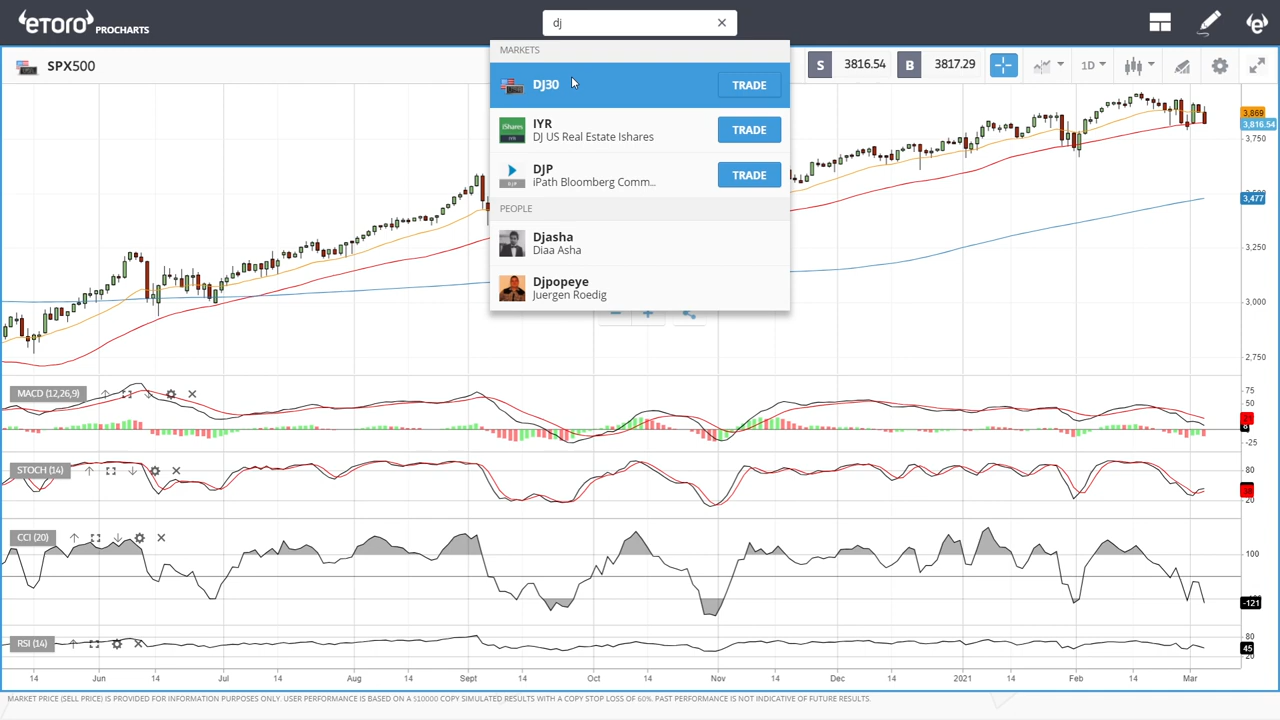 etoro PROCHARTS
dj
MARKETS
SPX500
S 3816.54 B 3817.29 1D
DJ30 TRADE
IYR
DJ US Real Estate Ishares
TRADE
DJP
iPath Bloomberg Comm...
TRADE
PEOPLE
Djasha
Diaa Asha
Djpopeye
Juergen Roedig
3,869
3,816.54
3,750
3,477
3,250
3,000
2,750
MACD (12,26,9)
75
50
-25
STOCH (14)
80
20
CCI (20)
100
-121
RSI (14)
80
45
20
14 Jun 14 Jul 14 Aug 14 Sept 14 Oct 14 Nov 14 Dec 14 2021 14 Feb 14 Mar
MARKET PRICE (SELL PRICE) IS PROVIDED FOR INFORMATION PURPOSES ONLY. USER PERFORMANCE IS BASED ON A $10000 COPY SIMULATED RESULTS WITH A COPY STOP LOSS OF 60%. PAST PERFORMANCE IS NOT INDICATIVE OF FUTURE RESULTS.